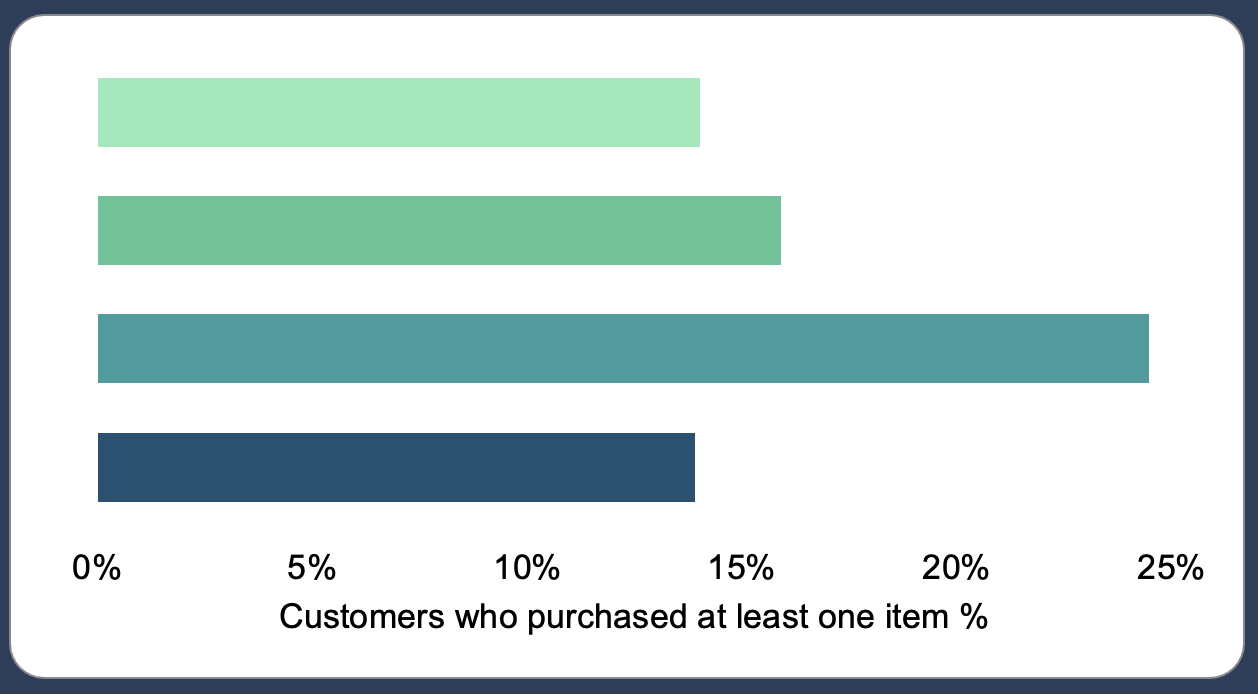 0% 5% 10% 15% 20% 25%
Customers who purchased at least one item %